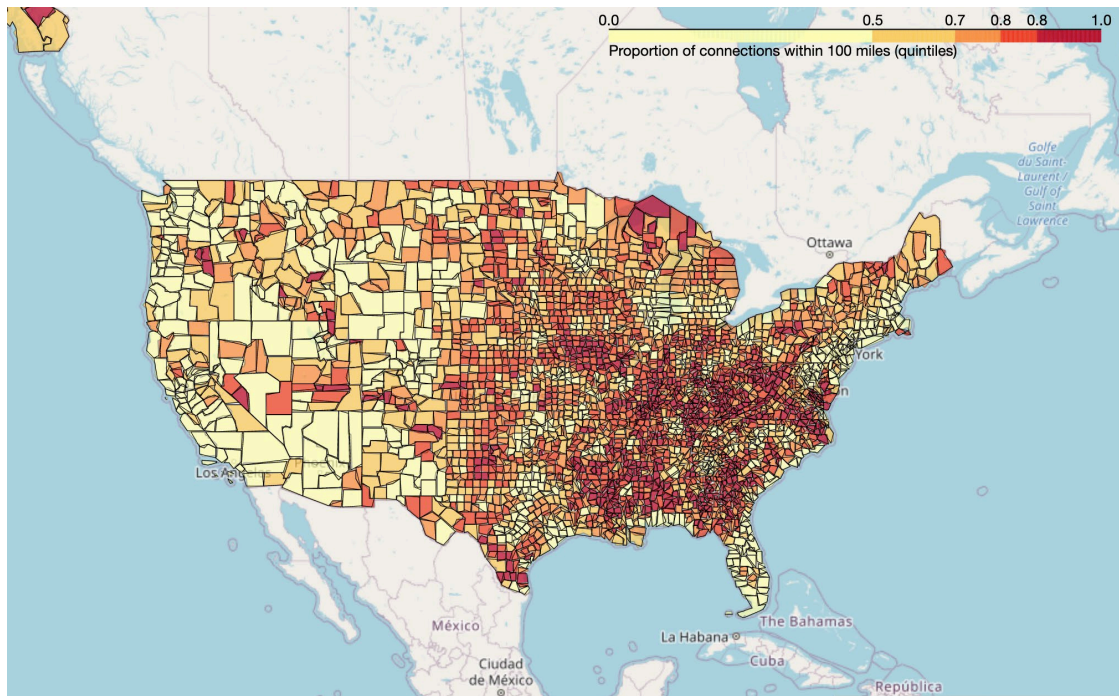 0.0 0.5 0.7 0.8 0.8 1.0
Proportion of connections within 100 miles (quintiles)
Golfe
du Saint-
Laurent /
Gulf of
Saint
Lawrence
Ottawa
York
Los Angeles
The Bahamas
La Habana
México
Cuba
Ciudad
de México
República